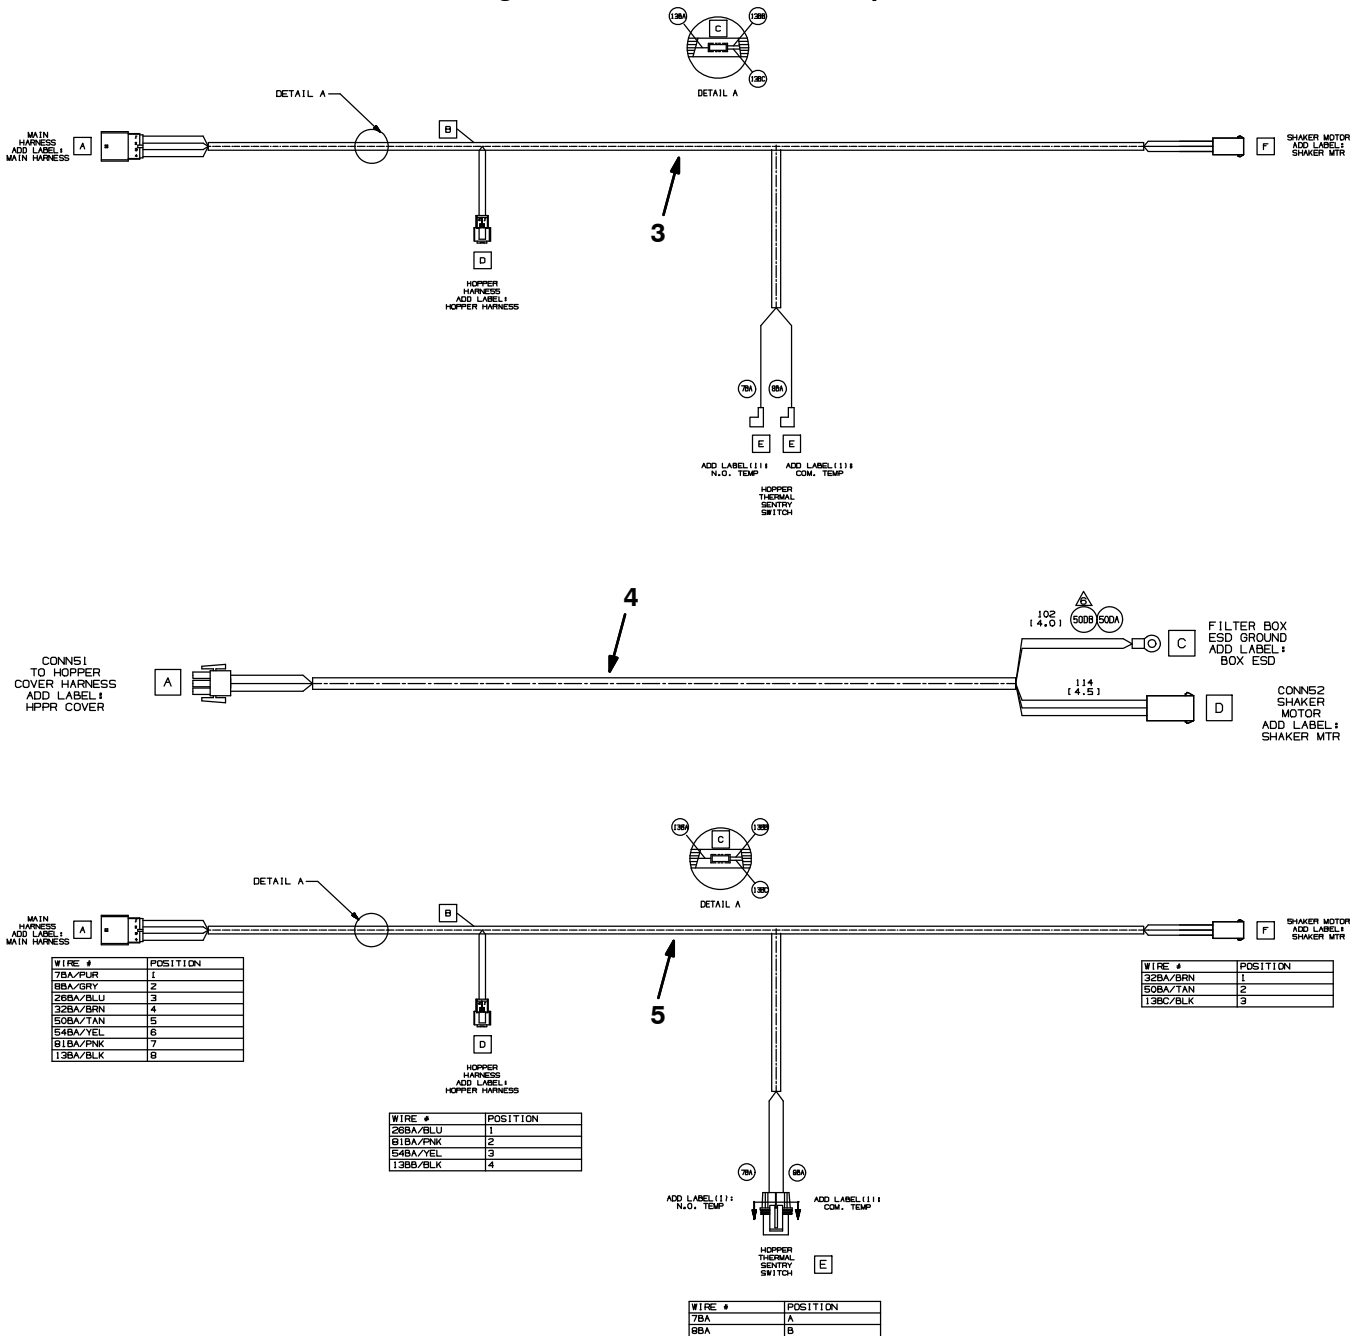 13BA
13BB
C
13BC
DETAIL A
DETAIL A
B
MAIN
HARNESS
ADD LABEL:
MAIN HARNESS
A
F
SHAKER MOTOR
ADD LABEL:
SHAKER MTR
3
D
HOPPER
HARNESS
ADD LABEL:
HOPPER HARNESS
7BA
8BA
E
E
ADD LABEL(1):
N.O. TEMP
ADD LABEL(1):
COM. TEMP
HOPPER
THERMAL
SENTRY
SWITCH
4
102
[4.0]
6
50DB
50DA
C
FILTER BOX
ESD GROUND
ADD LABEL:
BOX ESD
CONN51
TO HOPPER
COVER HARNESS
ADD LABEL:
HPPR COVER
A
114
[4.5]
D
CONN52
SHAKER
MOTOR
ADD LABEL:
SHAKER MTR
13BA
13BB
C
13BC
DETAIL A
DETAIL A
B
MAIN
HARNESS
ADD LABEL:
MAIN HARNESS
A
F
SHAKER MOTOR
ADD LABEL:
SHAKER MTR
WIRE # POSITION
7BA/PUR 1
8BA/GRY 2
26BA/BLU 3
32BA/BRN 4
50BA/TAN 5
54BA/YEL 6
81BA/PNK 7
13BA/BLK 8
WIRE # POSITION
32BA/BRN 1
50BA/TAN 2
13BC/BLK 3
5
D
HOPPER
HARNESS
ADD LABEL:
HOPPER HARNESS
WIRE # POSITION
26BA/BLU 1
81BA/PNK 2
54BA/YEL 3
13BB/BLK 4
7BA
8BA
ADD LABEL(1):
N.O. TEMP
ADD LABEL(1):
COM. TEMP
HOPPER
THERMAL
SENTRY
SWITCH
E
WIRE # POSITION
7BA A
8BA B